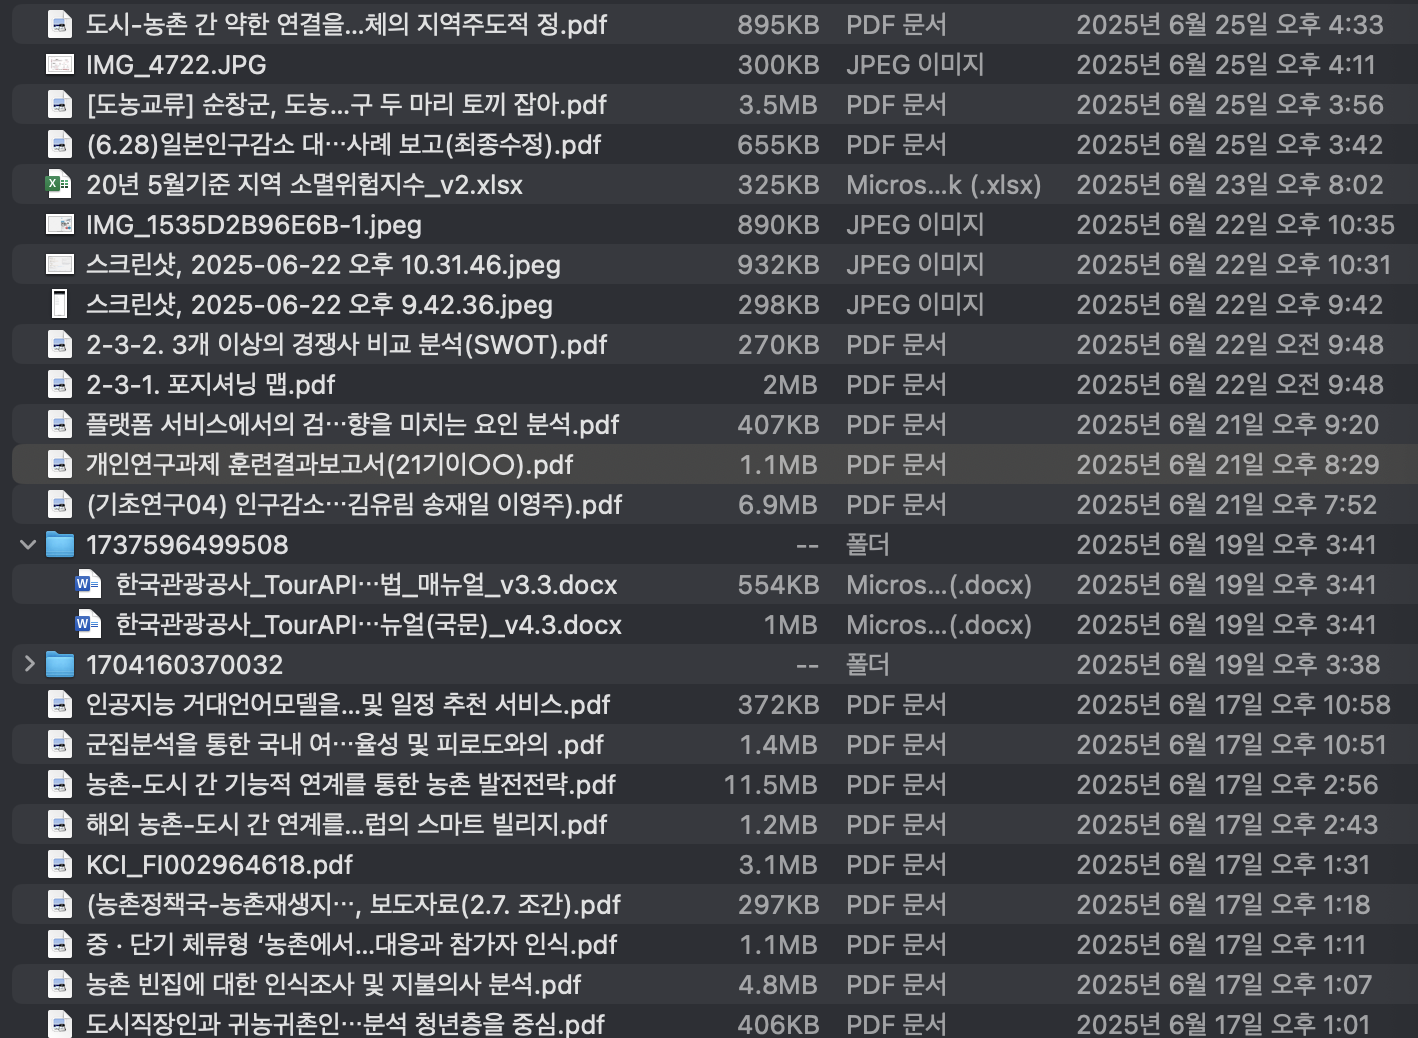 도시-농촌 간 약한 연결을...체의 지역주도적 정.pdf 895KB PDF 문서 2025년 6월 25일 오후 4:33
IMG_4722.JPG 300KB JPEG 이미지 2025년 6월 25일 오후 4:11
[도농교류] 순창군, 도농...구 두 마리 토끼 잡아.pdf 3.5MB PDF 문서 2025년 6월 25일 오후 3:56
(6.28)일본인구감소 대…사례 보고(최종수정).pdf 655KB PDF 문서 2025년 6월 25일 오후 3:42
20년 5월기준 지역 소멸위험지수_v2.xlsx 325KB Micros...k (.xlsx) 2025년 6월 23일 오후 8:02
IMG_1535D2B96E6B-1.jpeg 890KB JPEG 이미지 2025년 6월 22일 오후 10:35
스크린샷, 2025-06-22 오후 10.31.46.jpeg 932KB JPEG 이미지 2025년 6월 22일 오후 10:31
스크린샷, 2025-06-22 오후 9.42.36.jpeg 298KB JPEG 이미지 2025년 6월 22일 오후 9:42
2-3-2. 3개 이상의 경쟁사 비교 분석(SWOT).pdf 270KB PDF 문서 2025년 6월 22일 오전 9:48
2-3-1. 포지셔닝 맵.pdf 2MB PDF 문서 2025년 6월 22일 오전 9:48
플랫폼 서비스에서의 검…향을 미치는 요인 분석.pdf 407KB PDF 문서 2025년 6월 21일 오후 9:20
개인연구과제 훈련결과보고서(21기이〇〇).pdf 1.1MB PDF 문서 2025년 6월 21일 오후 8:29
(기초연구04) 인구감소…김유림 송재일 이영주).pdf 6.9MB PDF 문서 2025년 6월 21일 오후 7:52
1737596499508 -- 폴더 2025년 6월 19일 오후 3:41
한국관광공사_TourAPI…법_매뉴얼_v3.3.docx 554KB Micros...(.docx) 2025년 6월 19일 오후 3:41
한국관광공사_TourAPI…뉴얼(국문)_v4.3.docx 1MB Micros...(.docx) 2025년 6월 19일 오후 3:41
1704160370032 -- 폴더 2025년 6월 19일 오후 3:38
인공지능 거대언어모델을...및 일정 추천 서비스.pdf 372KB PDF 문서 2025년 6월 17일 오후 10:58
군집분석을 통한 국내 여…율성 및 피로도와의 .pdf 1.4MB PDF 문서 2025년 6월 17일 오후 10:51
농촌-도시 간 기능적 연계를 통한 농촌 발전전략.pdf 11.5MB PDF 문서 2025년 6월 17일 오후 2:56
해외 농촌-도시 간 연계를...럽의 스마트 빌리지.pdf 1.2MB PDF 문서 2025년 6월 17일 오후 2:43
KCI_FI002964618.pdf 3.1MB PDF 문서 2025년 6월 17일 오후 1:31
(농촌정책국-농촌재생지…, 보도자료(2.7. 조간).pdf 297KB PDF 문서 2025년 6월 17일 오후 1:18
중 · 단기 체류형 ‘농촌에서...대응과 참가자 인식.pdf 1.1MB PDF 문서 2025년 6월 17일 오후 1:11
농촌 빈집에 대한 인식조사 및 지불의사 분석.pdf 4.8MB PDF 문서 2025년 6월 17일 오후 1:07
도시직장인과 귀농귀촌인…분석 청년층을 중심.pdf 406KB PDF 문서 2025년 6월 17일 오후 1:01